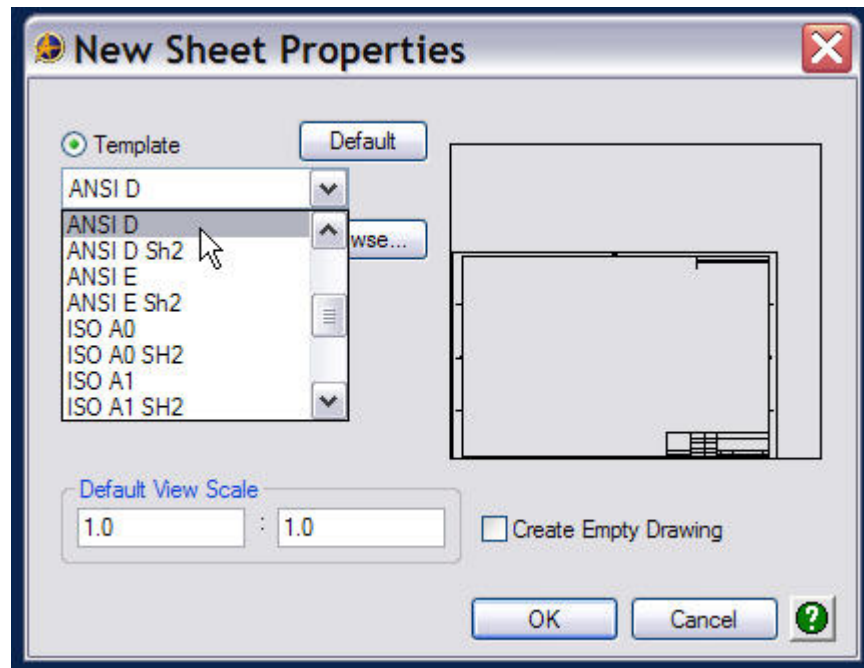 New Sheet Properties
Template
Default
ANSI D
wse...
ANSI D
ANSI D Sh2
ANSI E
ANSI E Sh2
ISO A0
ISO A0 SH2
ISO A1
ISO A1 SH2
Default View Scale
1.0 : 1.0
Create Empty Drawing
OK Cancel ?